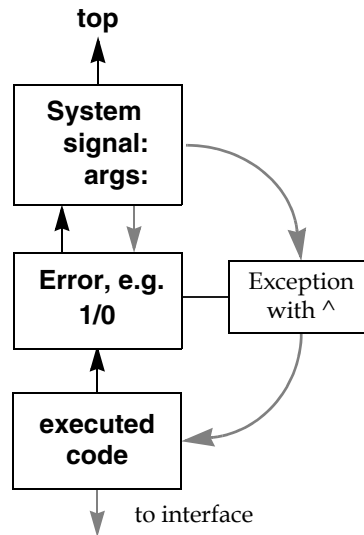 top
System
signal:
args:
Error, e.g.
1/0
Exception
with ^
executed
code
to interface